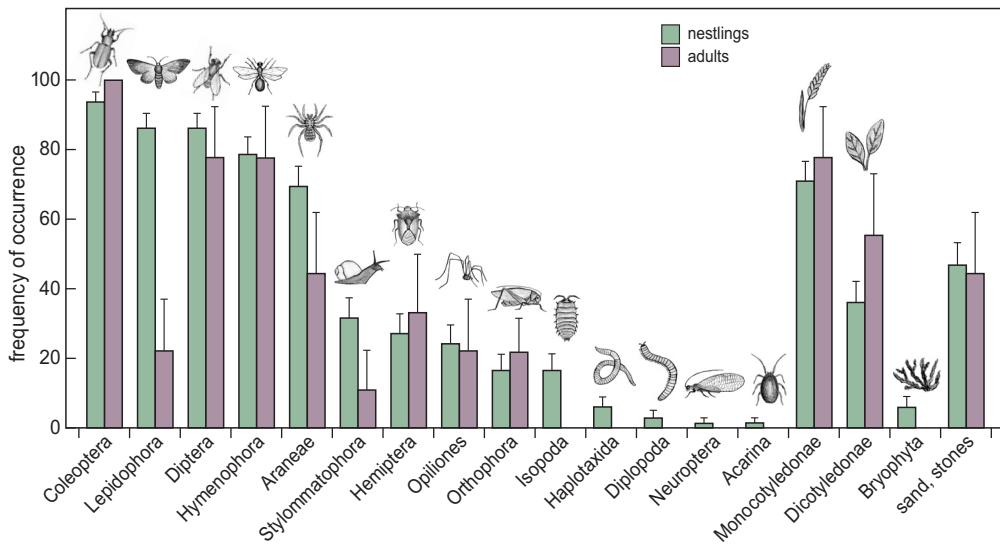 nestlings
adults
frequency of occurrence
100
80
60
40
20
0
Coleoptera
Lepidophora
Diptera
Hymenophora
Araneae
Stylommatophora
Hemiptera
Opiliones
Orthophora
Isopoda
Haplotaxida
Diplopoda
Neuroptera
Acarina
Monocotyledonae
Dicotyledonae
Bryophyta
sand, stones